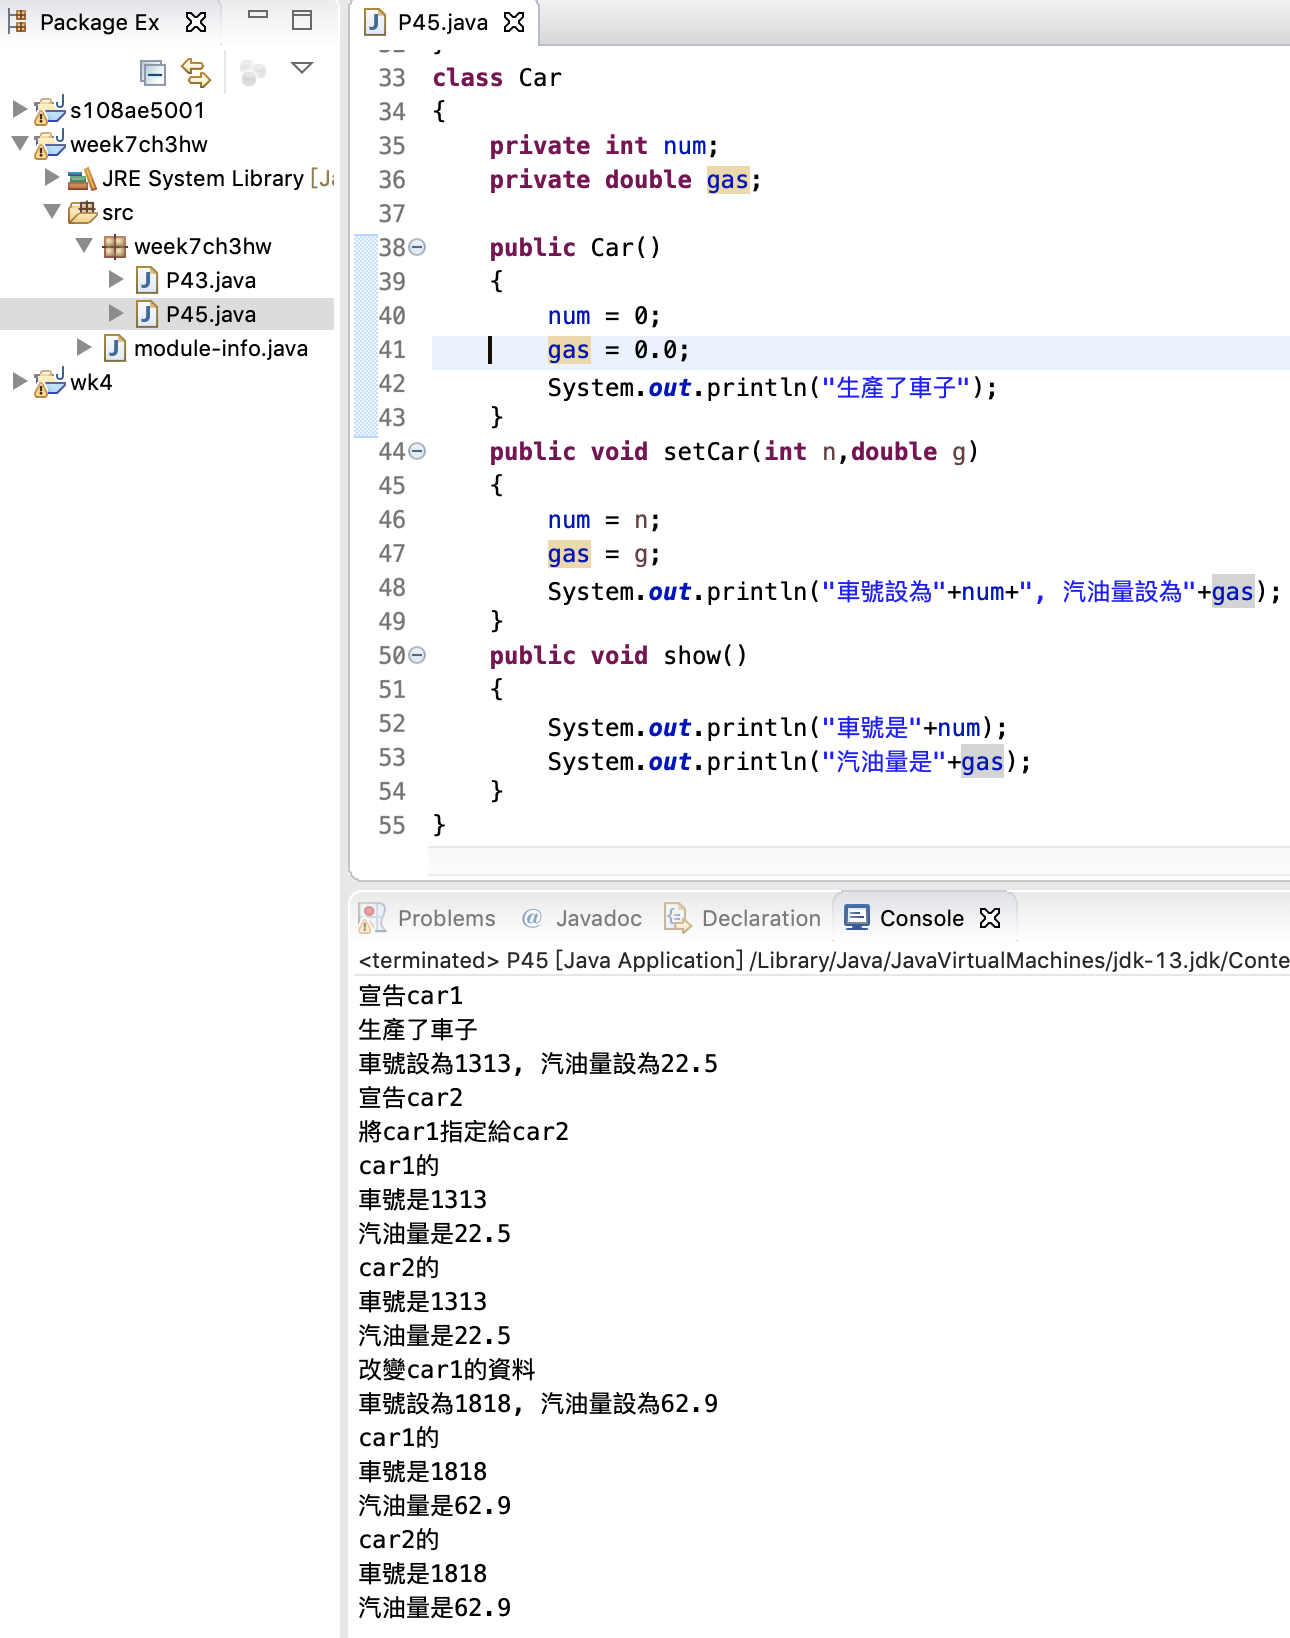 Package Ex
s108ae5001
week7ch3hw
JRE System Library [Ja
src
week7ch3hw
P43.java
P45.java
module-info.java
wk4
P45.java
33 class Car
34 {
35 private int num;
36 private double gas;
37
38 public Car()
39 {
40 num = 0;
41 gas = 0.0;
42 System.out.println("生產了車子");
43 }
44 public void setCar(int n,double g)
45 {
46 num = n;
47 gas = g;
48 System.out.println("車號設為"+num+", 汽油量設為"+gas);
49 }
50 public void show()
51 {
52 System.out.println("車號是"+num);
53 System.out.println("汽油量是"+gas);
54 }
55 }
Problems @ Javadoc Declaration Console
<terminated> P45 [Java Application] /Library/Java/JavaVirtualMachines/jdk-13.jdk/Conte
宣告car1
生產了車子
車號設為1313, 汽油量設為22.5
宣告car2
將car1指定給car2
car1的
車號是1313
汽油量是22.5
car2的
車號是1313
汽油量是22.5
改變car1的資料
車號設為1818, 汽油量設為62.9
car1的
車號是1818
汽油量是62.9
car2的
車號是1818
汽油量是62.9